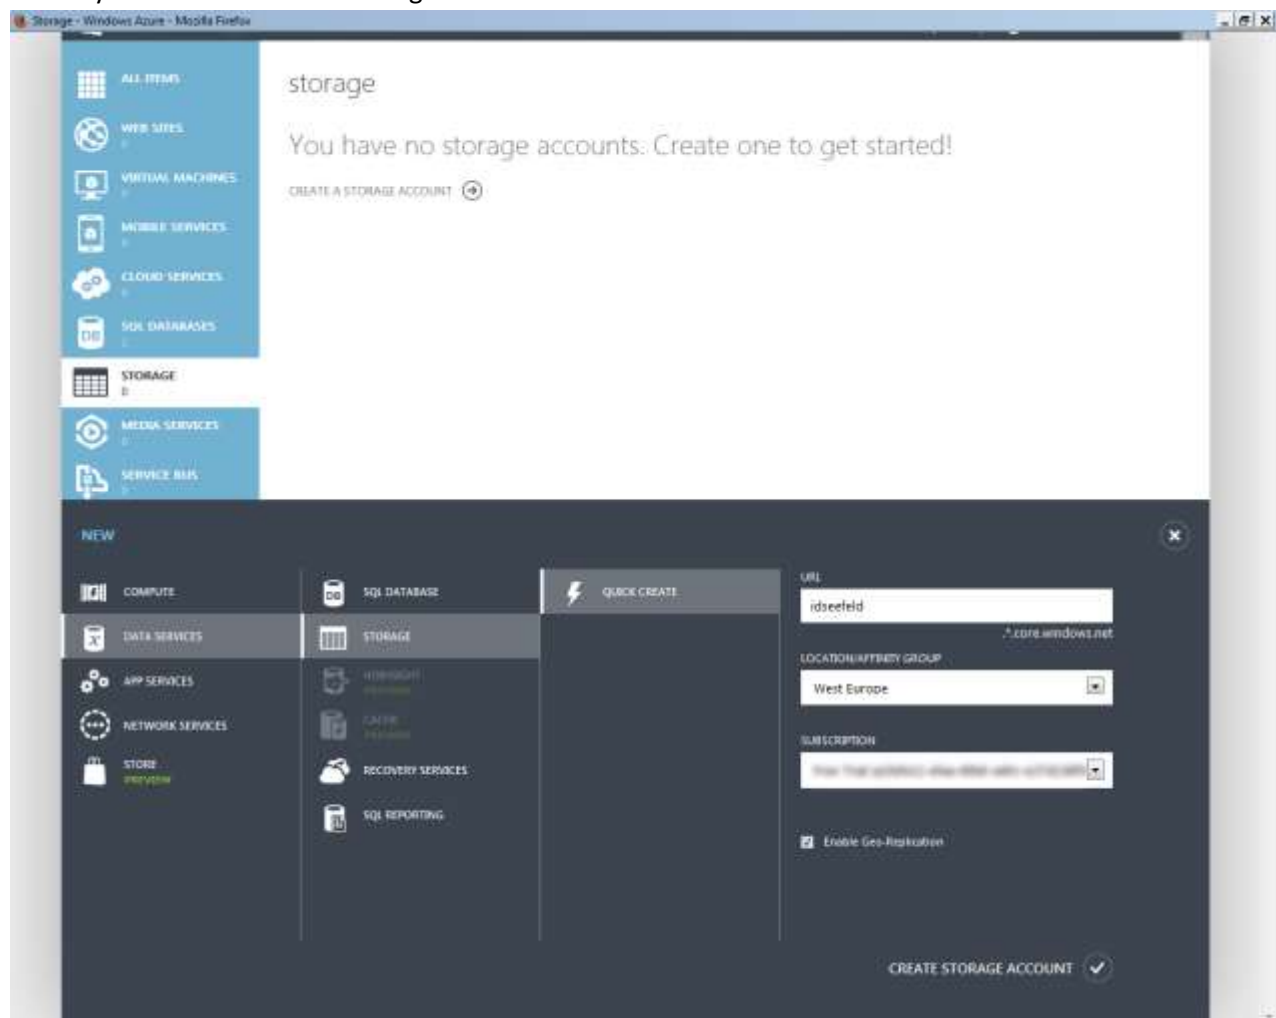 Storage - Windows Azure - Mozilla Firefox
ALL ITEMS
WEB SITES
VIRTUAL MACHINES
MOBILE SERVICES
CLOUD SERVICES
SQL DATABASES
DB
STORAGE
0
MEDIA SERVICES
SERVICE BUS
storage
You have no storage accounts. Create one to get started!
CREATE A STORAGE ACCOUNT
NEW
COMPUTE
DATA SERVICES
APP SERVICES
NETWORK SERVICES
STORE
PREVIEW
DB
SQL DATABASE
STORAGE
HDINSIGHT
PREVIEW
CACHE
PREVIEW
RECOVERY SERVICES
SQL REPORTING
QUICK CREATE
URL
idseefeld
.*.core.windows.net
LOCATION/AFFINITY GROUP
West Europe
SUBSCRIPTION
Enable Geo-Replication
CREATE STORAGE ACCOUNT